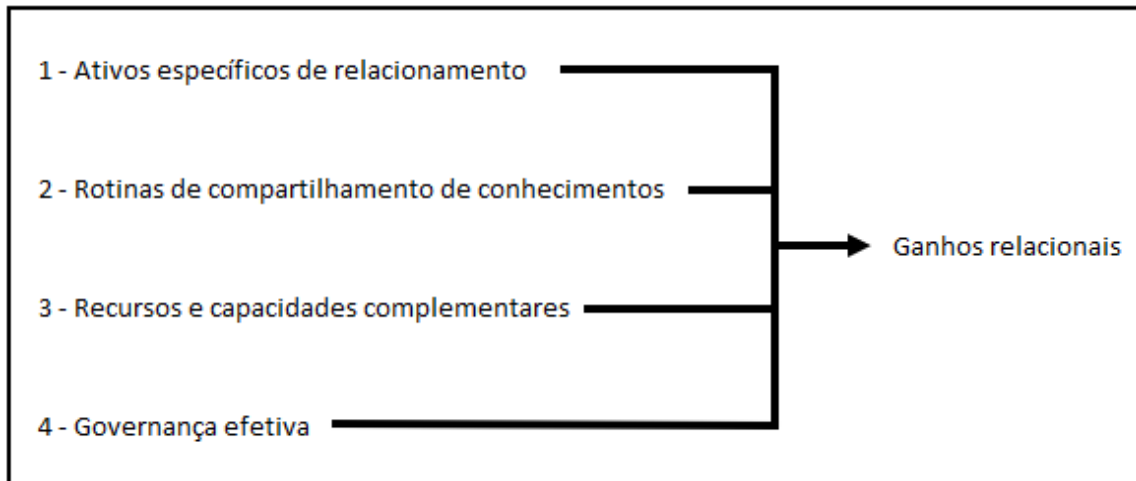 1 - Ativos específicos de relacionamento
2 - Rotinas de compartilhamento de conhecimentos
Ganhos relacionais
3 - Recursos e capacidades complementares
4 - Governança efetiva